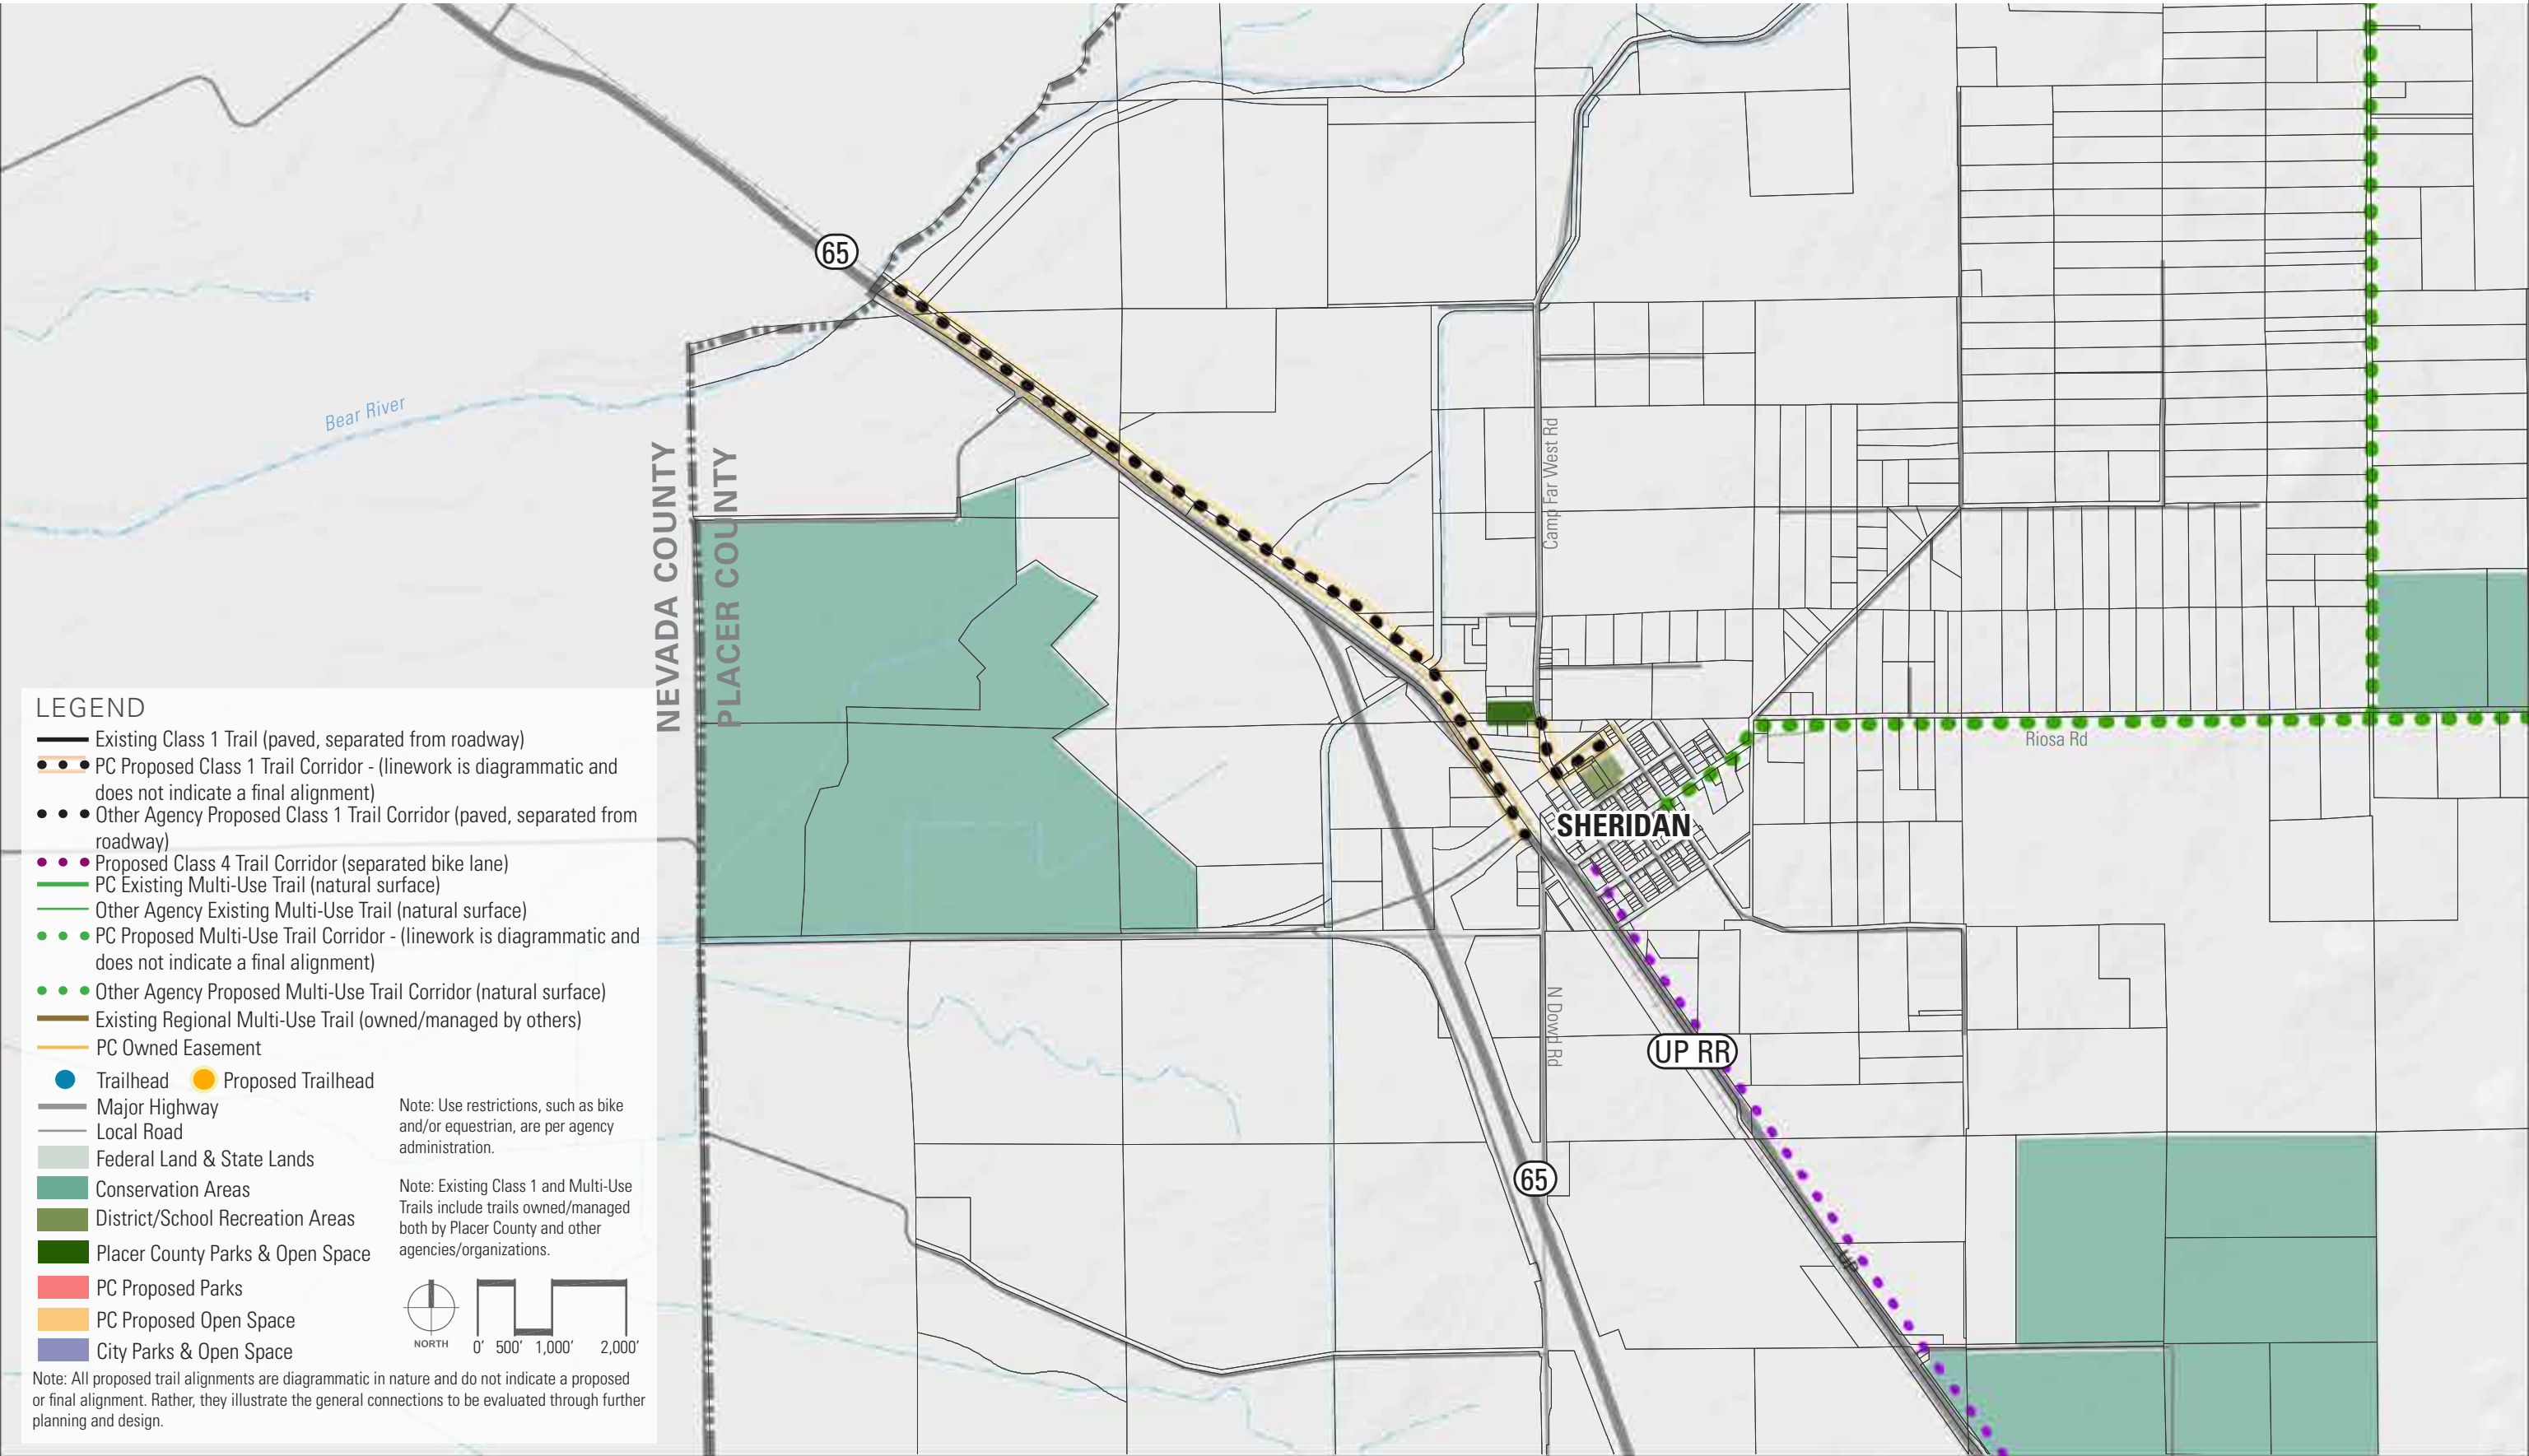 65
Bear River
NEVADA COUNTY
PLACER COUNTY
Camp Far West Rd
Riosa Rd
SHERIDAN
N Dowd Rd
UP RR
65
UP
LEGEND
Existing Class 1 Trail (paved, separated from roadway)
PC Proposed Class 1 Trail Corridor - (linework is diagrammatic and
does not indicate a final alignment)
Other Agency Proposed Class 1 Trail Corridor (paved, separated from
roadway)
Proposed Class 4 Trail Corridor (separated bike lane)
PC Existing Multi-Use Trail (natural surface)
Other Agency Existing Multi-Use Trail (natural surface)
PC Proposed Multi-Use Trail Corridor - (linework is diagrammatic and
does not indicate a final alignment)
Other Agency Proposed Multi-Use Trail Corridor (natural surface)
Existing Regional Multi-Use Trail (owned/managed by others)
PC Owned Easement
Trailhead Proposed Trailhead
Major Highway
Local Road
Federal Land & State Lands
Conservation Areas
District/School Recreation Areas
Placer County Parks & Open Space
PC Proposed Parks
PC Proposed Open Space
City Parks & Open Space
Note: Use restrictions, such as bike
and/or equestrian, are per agency
administration.
Note: Existing Class 1 and Multi-Use
Trails include trails owned/managed
both by Placer County and other
agencies/organizations.
NORTH
0' 500' 1,000' 2,000'
Note: All proposed trail alignments are diagrammatic in nature and do not indicate a proposed
or final alignment. Rather, they illustrate the general connections to be evaluated through further
planning and design.